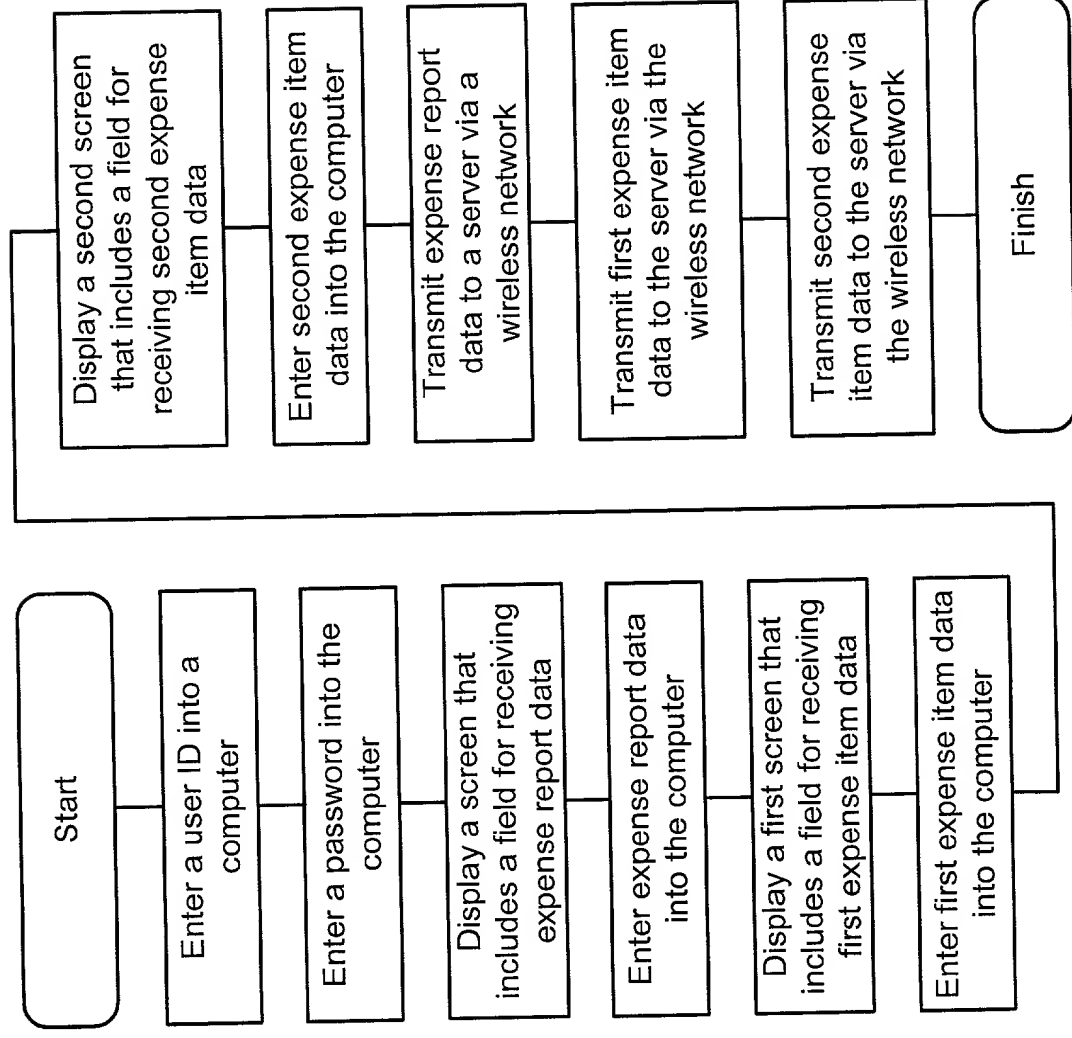 Start
Enter a user ID into a
computer
Enter a password into the
computer
Display a screen that
includes a field for receiving
expense report data
Enter expense report data
into the computer
Display a first screen that
includes a field for receiving
first expense item data
Enter first expense item data
into the computer
Display a second screen
that includes a field for
receiving second expense
item data
Enter second expense item
data into the computer
Transmit expense report
data to a server via a
wireless network
Transmit first expense item
data to the server via the
wireless network
Transmit second expense
item data to the server via
the wireless network
Finish